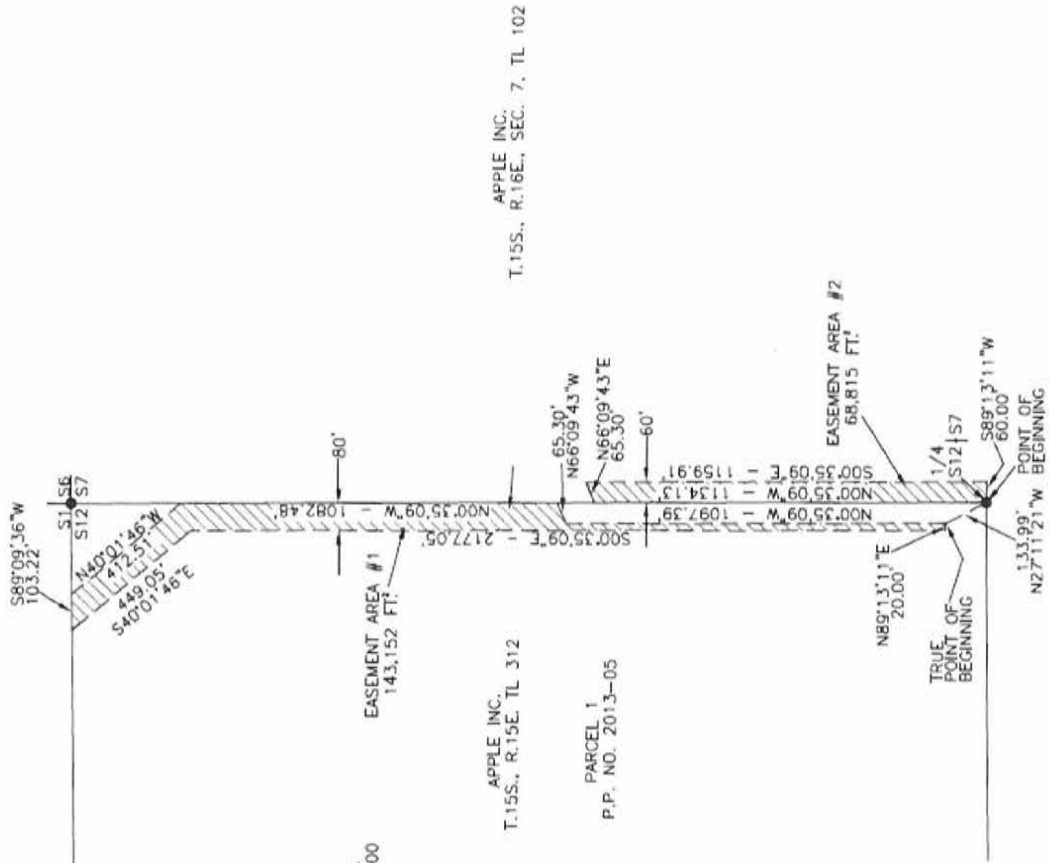 S89°09'36"W
103.22'
S1 S6
S12 S7
N40°01'46"W
412.51'
449.05'
S40°01'46"E
80'
N00°35'09"W - 1082.48'
S00°35'09"E - 2177.05'
EASEMENT AREA #1
143,152 FT.²
APPLE INC.
T.15S., R.16E., SEC. 7, TL 102
APPLE INC.
T.15S., R.15E, TL 312
65.30'
N66°09'43"W
N66°09'43"E
65.30'
60'
PARCEL 1
P.P. NO. 2013-05
N00°35'09"W - 1097.39'
N00°35'09"W - 1134.13'
S00°35'09"E - 1159.91'
EASEMENT AREA #2
68,815 FT.²
1/4
S12 S7
S89°13'11"W
60.00'
POINT OF
BEGINNING
N89°13'11"E
20.00'
TRUE
POINT OF
BEGINNING
133.99'
N27°11'21"W